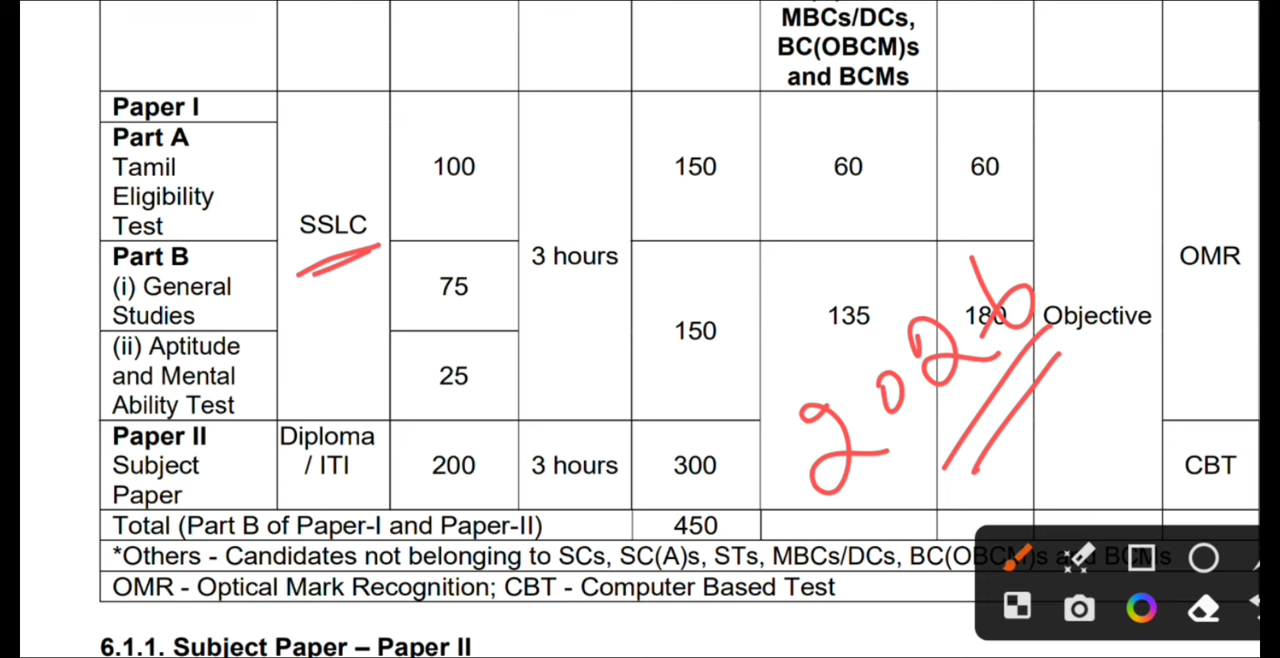 MBCs/DCs,
BC(OBCM)s
and BCMs
Paper I
Part A
Tamil
Eligibility
Test
SSLC
100
150
60
60
Part B
(i) General
Studies
75
3 hours
150
135
180
Objective
OMR
(ii) Aptitude
and Mental
Ability Test
25
2026
Paper II
Subject
Paper
Diploma
/ ITI
200
3 hours
300
CBT
Total (Part B of Paper-I and Paper-II)
450
*Others - Candidates not belonging to SCs, SC(A)s, STs, MBCs/DCs, BC(OBCM)s and BCMs
OMR - Optical Mark Recognition; CBT - Computer Based Test
6.1.1. Subject Paper – Paper II